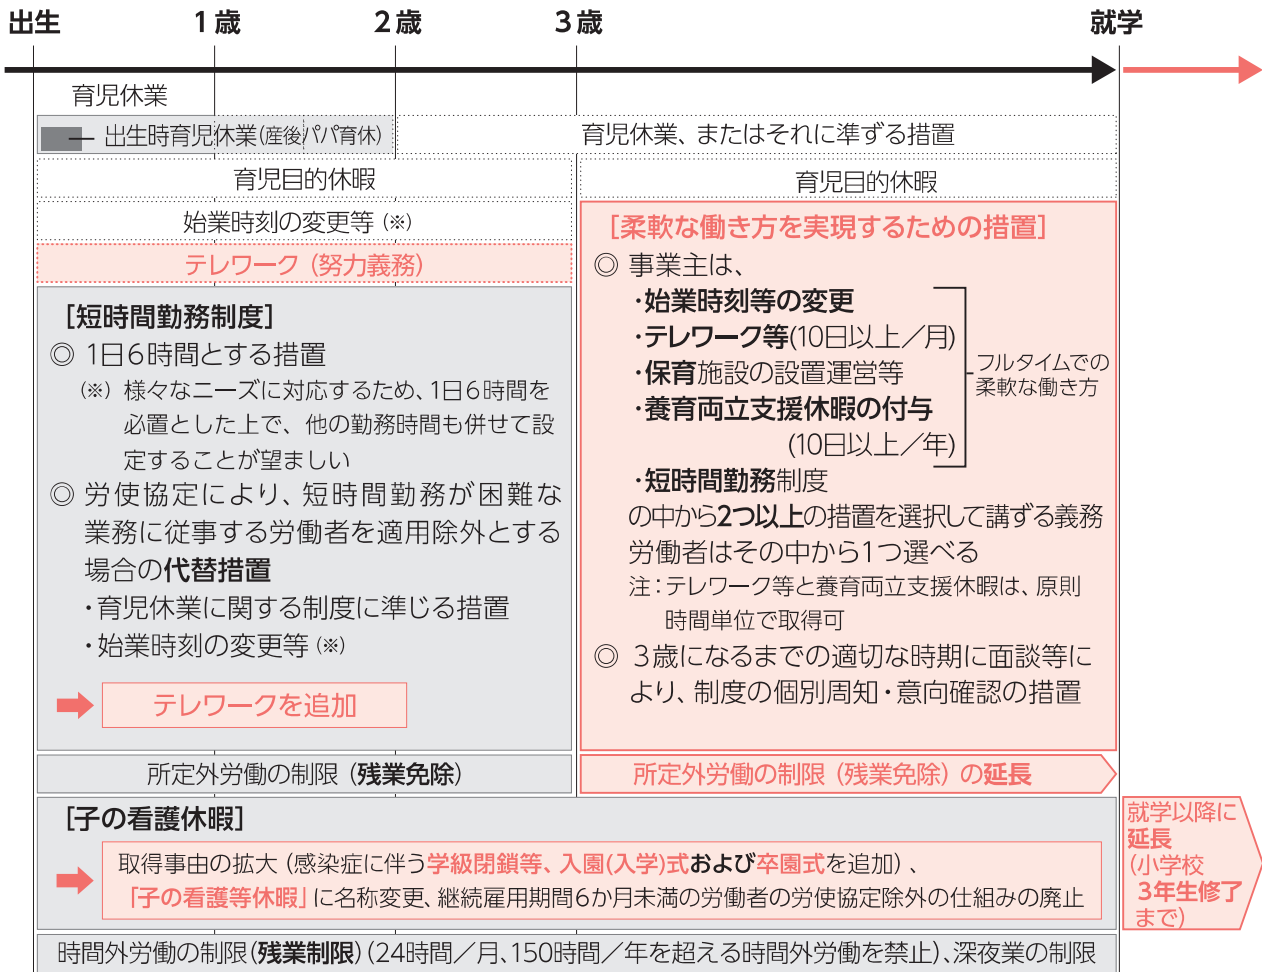 出生
1歳
2歳
3歳
就学
育児休業
出生時育児休業(産後パパ育休)
育児休業、またはそれに準ずる措置
育児目的休暇
育児目的休暇
始業時刻の変更等(※)
テレワーク(努力義務)
[短時間勤務制度]
◎ 1日6時間とする措置
(※) 様々なニーズに対応するため、1日6時間を
必置とした上で、他の勤務時間も併せて設
定することが望ましい
◎ 労使協定により、短時間勤務が困難な
業務に従事する労働者を適用除外とする
場合の代替措置
・育児休業に関する制度に準じる措置
・始業時刻の変更等(※)
テレワークを追加
[柔軟な働き方を実現するための措置]
◎ 事業主は、
・始業時刻等の変更
・テレワーク等(10日以上/月)
・保育施設の設置運営等
・養育両立支援休暇の付与
(10日以上/年)
フルタイムでの
柔軟な働き方
・短時間勤務制度
の中から2つ以上の措置を選択して講ずる義務
労働者はその中から1つ選べる
注:テレワーク等と養育両立支援休暇は、原則
時間単位で取得可
◎ 3歳になるまでの適切な時期に面談等に
より、制度の個別周知・意向確認の措置
所定外労働の制限(残業免除)
所定外労働の制限(残業免除)の延長
[子の看護休暇]
取得事由の拡大(感染症に伴う学級閉鎖等、入園(入学)式および卒園式を追加)、
「子の看護等休暇」に名称変更、継続雇用期間6か月未満の労働者の労使協定除外の仕組みの廃止
就学以降に
延長
(小学校
3年生修了
まで)
時間外労働の制限(残業制限)(24時間/月、150時間/年を超える時間外労働を禁止)、深夜業の制限